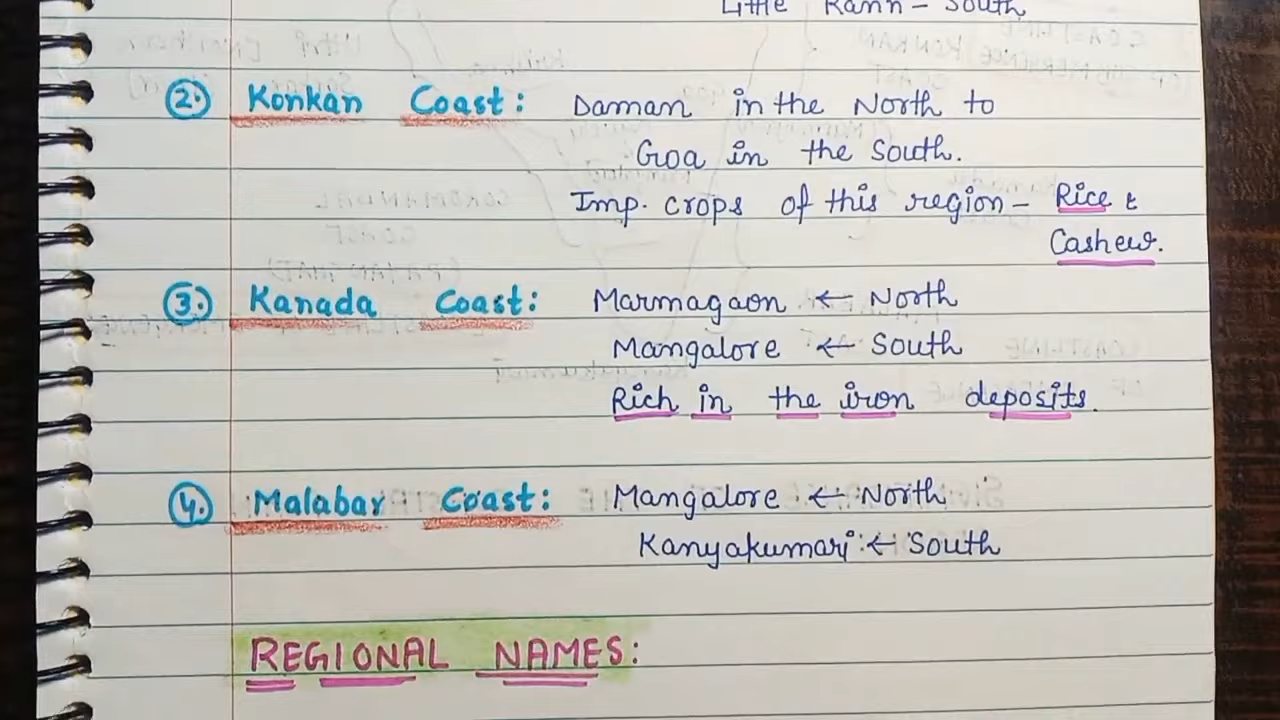 Little Rann - South
2. Konkan Coast: Daman in the North to
Goa in the South.
Imp. crops of this region - Rice &
Cashew.
3. Kanada Coast: Marmagaon ← North
Mangalore ← South
Rich in the iron deposits.
4. Malabar Coast: Mangalore ← North
Kanyakumari ← South
REGIONAL NAMES: